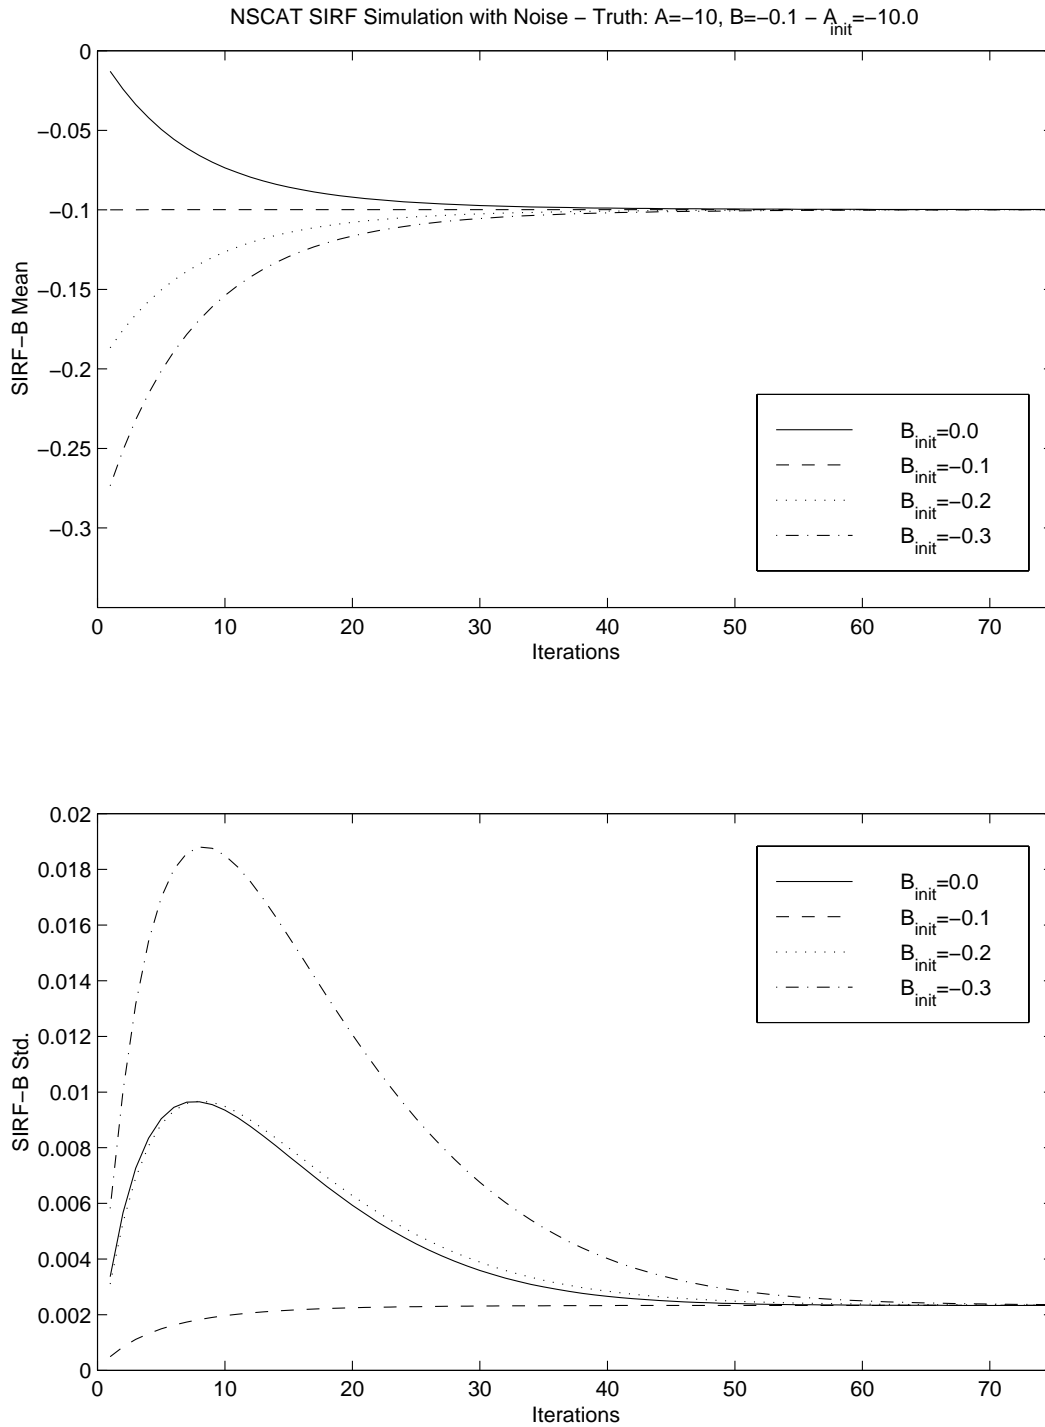 NSCAT SIRF Simulation with Noise − Truth: A=−10, B=−0.1 − A_init=−10.0
0
−0.05
−0.1
−0.15
−0.2
−0.25
−0.3
SIRF−B Mean
B_init=0.0
B_init=−0.1
B_init=−0.2
B_init=−0.3
0 10 20 30 40 50 60 70
Iterations
0.02
0.018
0.016
0.014
0.012
0.01
0.008
0.006
0.004
0.002
0
SIRF−B Std.
B_init=0.0
B_init=−0.1
B_init=−0.2
B_init=−0.3
0 10 20 30 40 50 60 70
Iterations